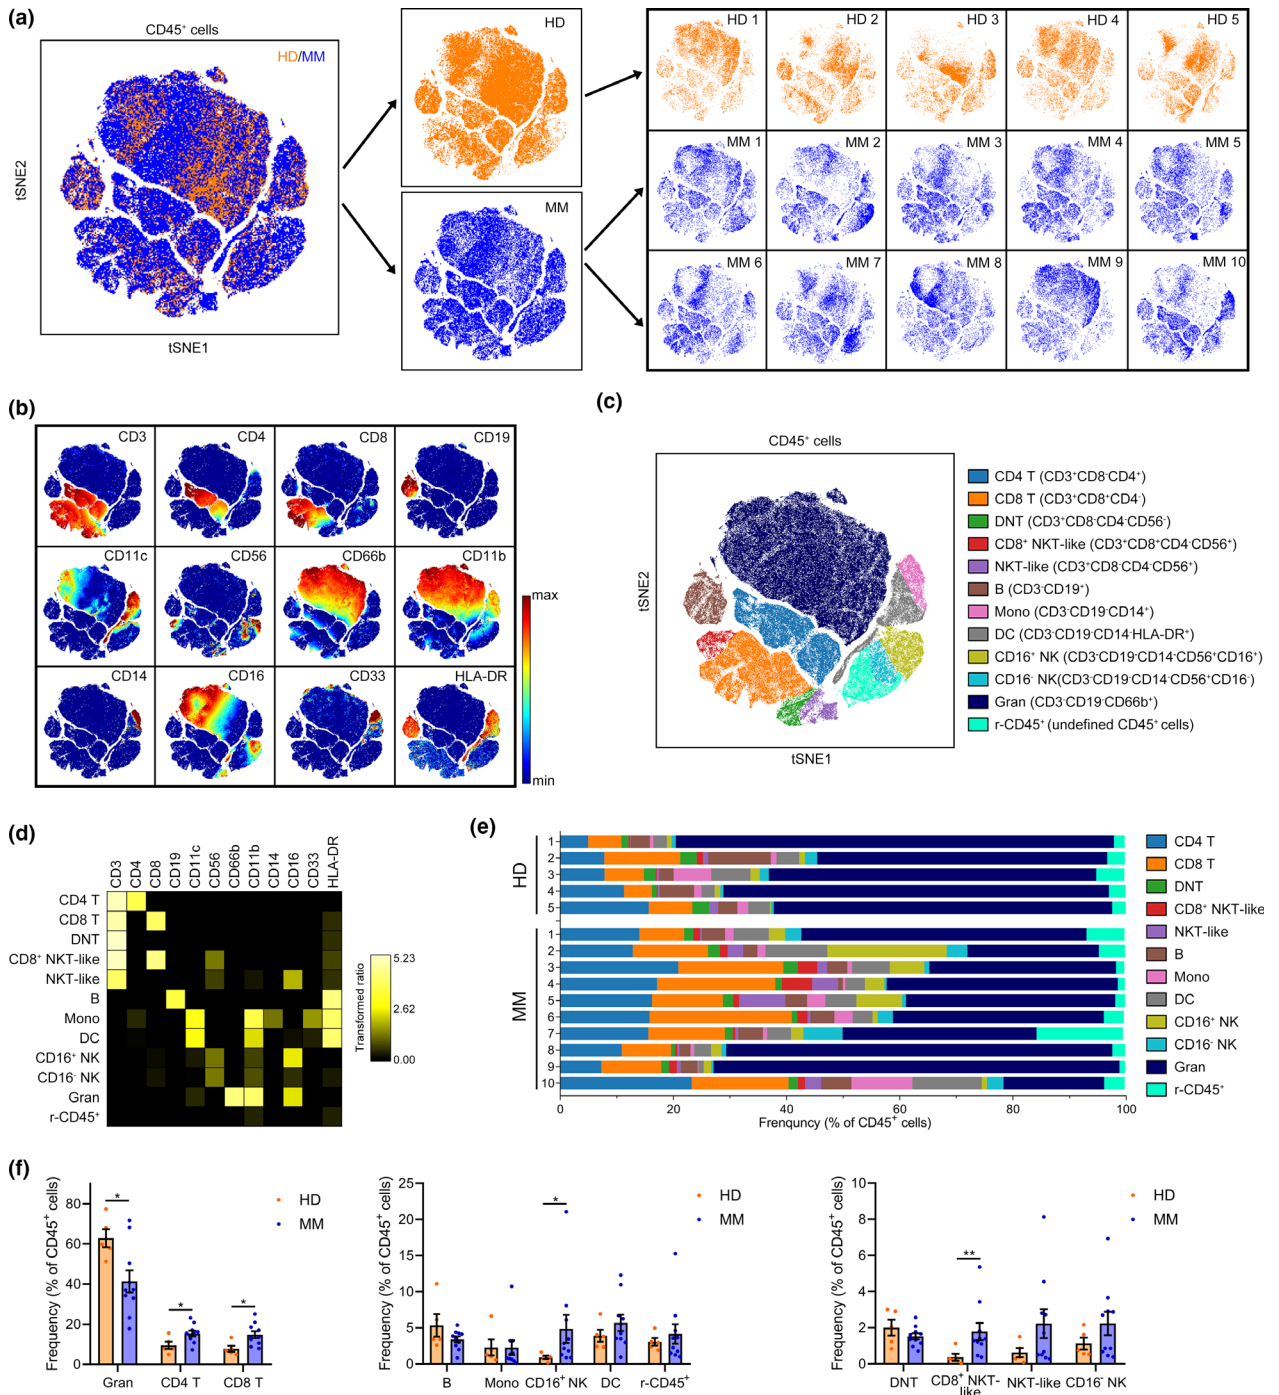 (a)
CD45⁺ cells
HD/MM
tSNE2
tSNE1
HD
MM
HD 1
HD 2
HD 3
HD 4
HD 5
MM 1
MM 2
MM 3
MM 4
MM 5
MM 6
MM 7
MM 8
MM 9
MM 10
(b)
CD3
CD4
CD8
CD19
CD11c
CD56
CD66b
CD11b
CD14
CD16
CD33
HLA-DR
max
min
(c)
CD45⁺ cells
tSNE2
tSNE1
CD4 T (CD3⁺CD8⁻CD4⁺)
CD8 T (CD3⁺CD8⁺CD4⁻)
DNT (CD3⁺CD8⁻CD4⁻CD56⁻)
CD8⁺ NKT-like (CD3⁺CD8⁺CD4⁻CD56⁺)
NKT-like (CD3⁺CD8⁻CD4⁻CD56⁺)
B (CD3⁻CD19⁺)
Mono (CD3⁻CD19⁻CD14⁺)
DC (CD3⁻CD19⁻CD14⁻HLA-DR⁺)
CD16⁺ NK (CD3⁻CD19⁻CD14⁻CD56⁺CD16⁺)
CD16⁻ NK(CD3⁻CD19⁻CD14⁻CD56⁺CD16⁻)
Gran (CD3⁻CD19⁻CD66b⁺)
r-CD45⁺ (undefined CD45⁺ cells)
(d)
CD3
CD4
CD8
CD19
CD11c
CD56
CD66b
CD11b
CD14
CD16
CD33
HLA-DR
CD4 T
CD8 T
DNT
CD8⁺ NKT-like
NKT-like
B
Mono
DC
CD16⁺ NK
CD16⁻ NK
Gran
r-CD45⁺
5.23
2.62
0.00
Transformed ratio
(e)
HD
1
2
3
4
5
MM
1
2
3
4
5
6
7
8
9
10
0
20
40
60
80
100
Frenquncy (% of CD45⁺ cells)
CD4 T
CD8 T
DNT
CD8⁺ NKT-like
NKT-like
B
Mono
DC
CD16⁺ NK
CD16⁻ NK
Gran
r-CD45⁺
(f)
Frequency (% of CD45⁺ cells)
80
60
40
20
0
*
*
*
HD
MM
Gran
CD4 T
CD8 T
Frequency (% of CD45⁺ cells)
25
20
15
10
5
0
*
HD
MM
B
Mono
CD16⁺ NK
DC
r-CD45⁺
Frequency (% of CD45⁺ cells)
10
8
6
4
2
0
**
HD
MM
DNT
CD8⁺ NKT-
like
NKT-like
CD16⁻ NK